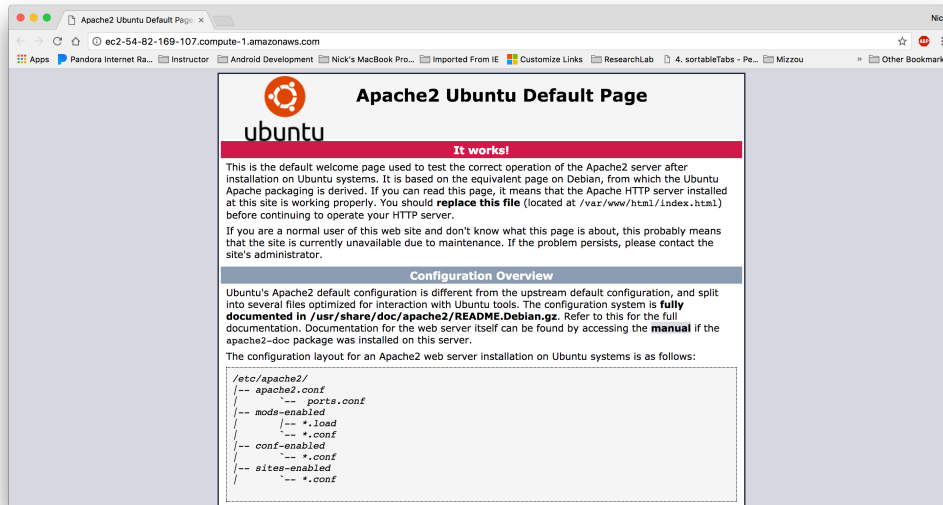 Apache2 Ubuntu Default Page
Nic
ec2-54-82-169-107.compute-1.amazonaws.com
ABP
Apps Pandora Internet Ra... Instructor Android Development Nick's MacBook Pro... Imported From IE Customize Links ResearchLab 4. sortableTabs - Pe... Mizzou » Other Bookmark
Apache2 Ubuntu Default Page
ubuntu
It works!
This is the default welcome page used to test the correct operation of the Apache2 server after
installation on Ubuntu systems. It is based on the equivalent page on Debian, from which the Ubuntu
Apache packaging is derived. If you can read this page, it means that the Apache HTTP server installed
at this site is working properly. You should replace this file (located at /var/www/html/index.html)
before continuing to operate your HTTP server.
If you are a normal user of this web site and don't know what this page is about, this probably means
that the site is currently unavailable due to maintenance. If the problem persists, please contact the
site's administrator.
Configuration Overview
Ubuntu's Apache2 default configuration is different from the upstream default configuration, and split
into several files optimized for interaction with Ubuntu tools. The configuration system is fully
documented in /usr/share/doc/apache2/README.Debian.gz. Refer to this for the full
documentation. Documentation for the web server itself can be found by accessing the manual if the
apache2-doc package was installed on this server.
The configuration layout for an Apache2 web server installation on Ubuntu systems is as follows:
/etc/apache2/
|-- apache2.conf
|       `--  ports.conf
|-- mods-enabled
|       |-- *.load
|       `-- *.conf
|-- conf-enabled
|       `-- *.conf
|-- sites-enabled
|       `-- *.conf